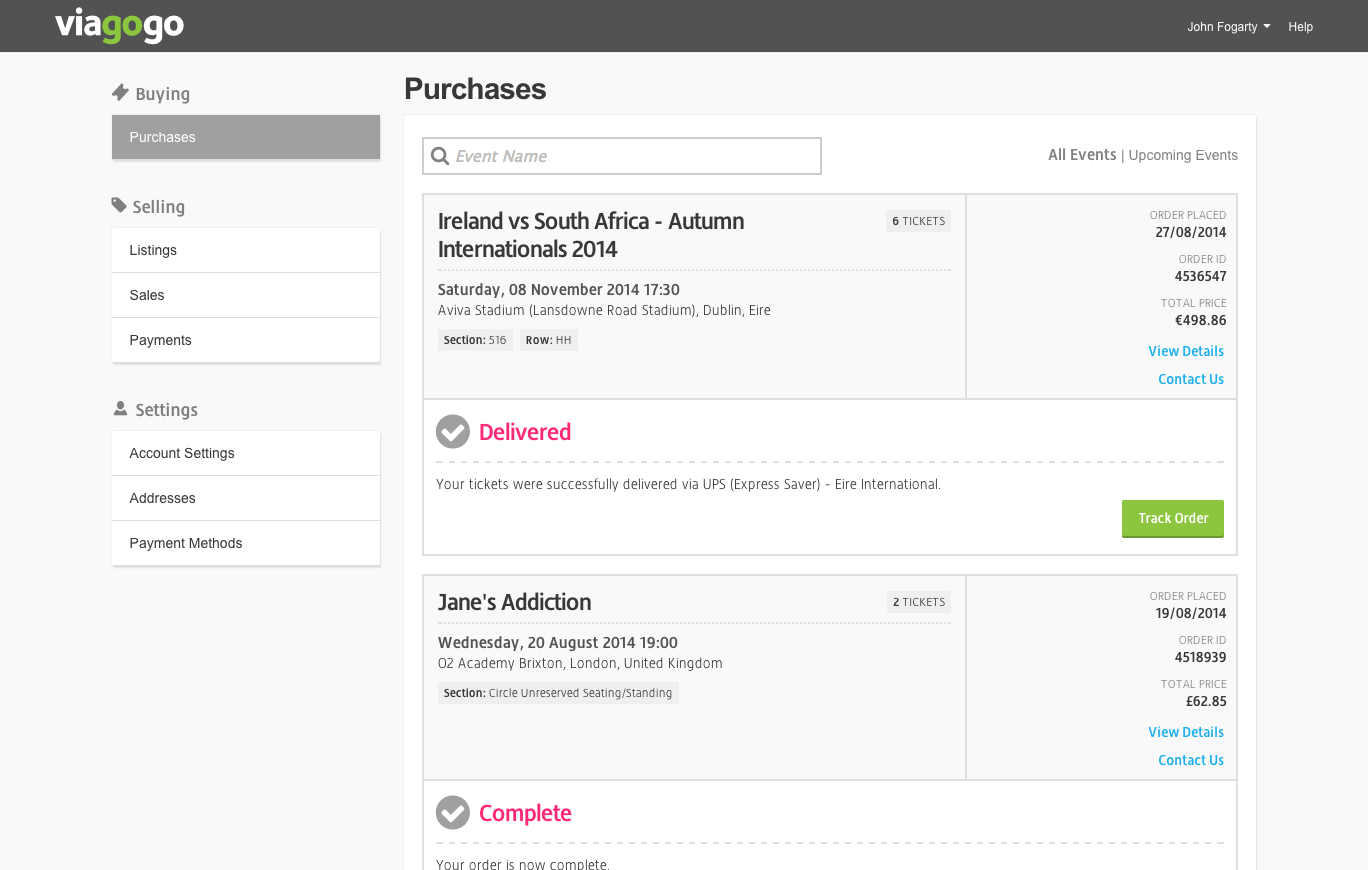 viagogo
John Fogarty
Help
Buying
Purchases
Selling
Listings
Sales
Payments
Settings
Account Settings
Addresses
Payment Methods
Purchases
Event Name
All Events | Upcoming Events
Ireland vs South Africa - Autumn
Internationals 2014
6 TICKETS
Saturday, 08 November 2014 17:30
Aviva Stadium (Lansdowne Road Stadium), Dublin, Eire
Section: 516 Row: HH
ORDER PLACED
27/08/2014
ORDER ID
4536547
TOTAL PRICE
€498.86
View Details
Contact Us
Delivered
Your tickets were successfully delivered via UPS (Express Saver) - Eire International.
Track Order
Jane's Addiction
2 TICKETS
Wednesday, 20 August 2014 19:00
O2 Academy Brixton, London, United Kingdom
Section: Circle Unreserved Seating/Standing
ORDER PLACED
19/08/2014
ORDER ID
4518939
TOTAL PRICE
£62.85
View Details
Contact Us
Complete
Your order is now complete.